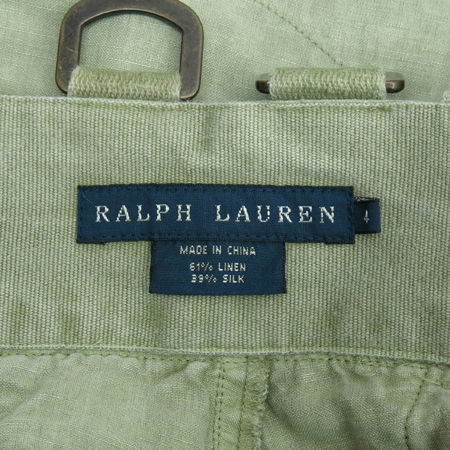 RALPH LAUREN 4
MADE IN CHINA
61% LINEN
39% SILK